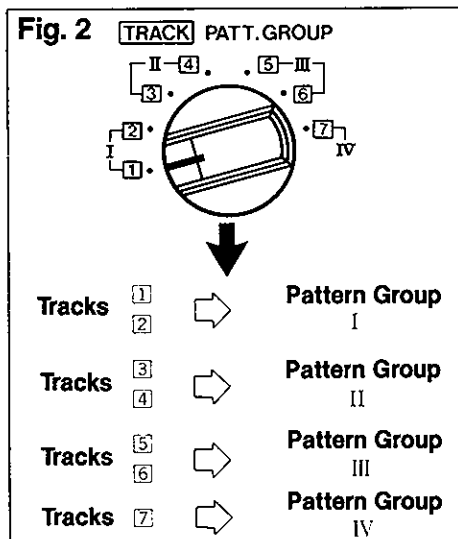 Fig. 2 TRACK PATT.GROUP
II 4 5 III
3 6
2 7
I IV
1
Tracks 1 2 Pattern Group I
Tracks 3 4 Pattern Group II
Tracks 5 6 Pattern Group III
Tracks 7 Pattern Group IV